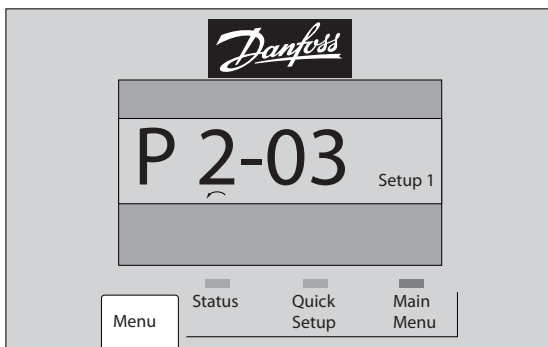 Danfoss
P 2-03
Setup 1
Status
Quick
Setup
Main
Menu
Menu